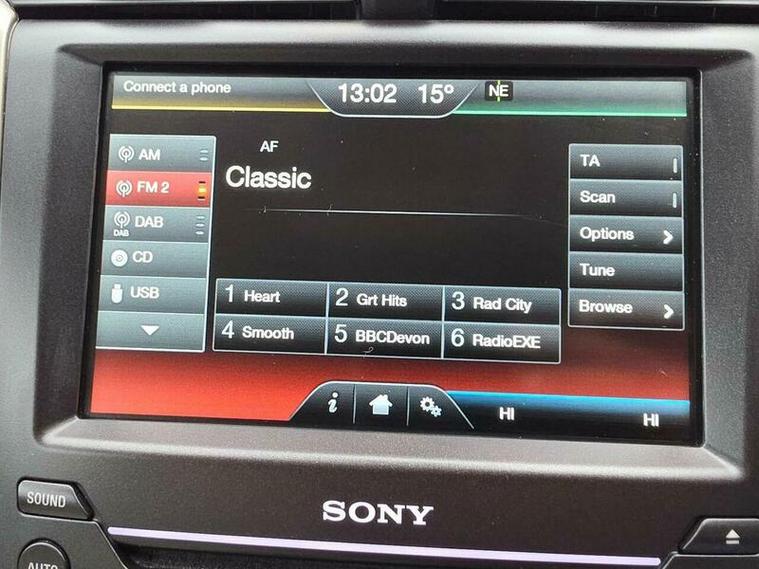 Connect a phone
13:02 15° NE
AM
FM 2
DAB
DAB
CD
USB
AF
Classic
1 Heart
2 Grt Hits
3 Rad City
4 Smooth
5 BBCDevon
6 RadioEXE
TA
Scan
Options
Tune
Browse
i
HI
HI
SOUND
SONY
AUTO